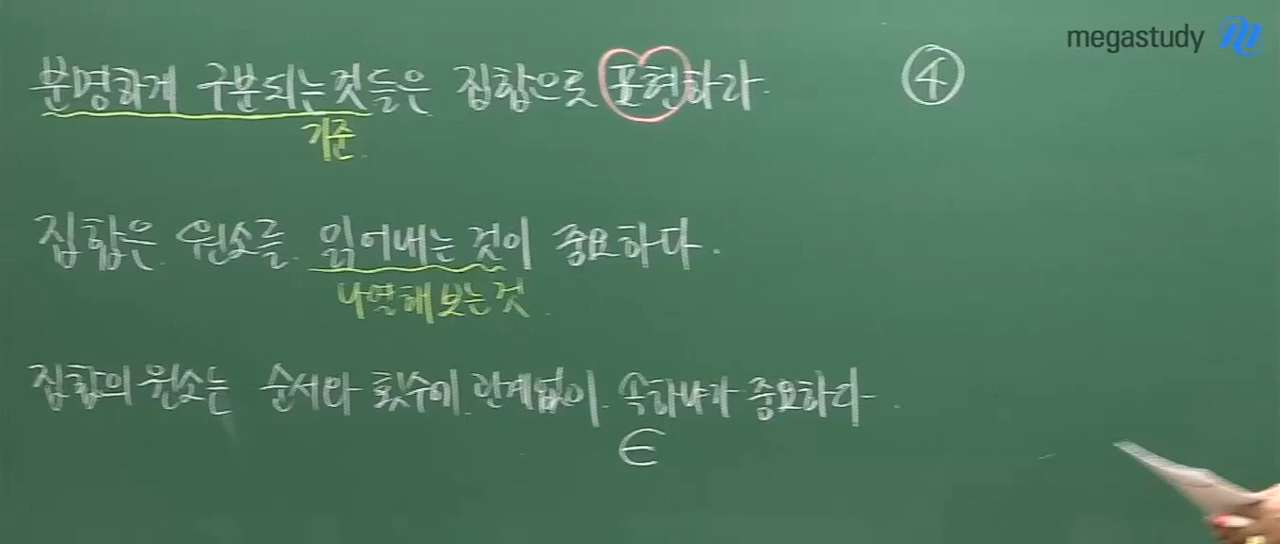 megastudy
분명하게 구분되는것들은 집합으로 표현하라. ④
기준.
집합은 원소를 읽어내는 것이 중요하다.
나열해 보는 것.
집합의 원소는 순서와 횟수에 관계없이 속하냐가 중요하다.
∈